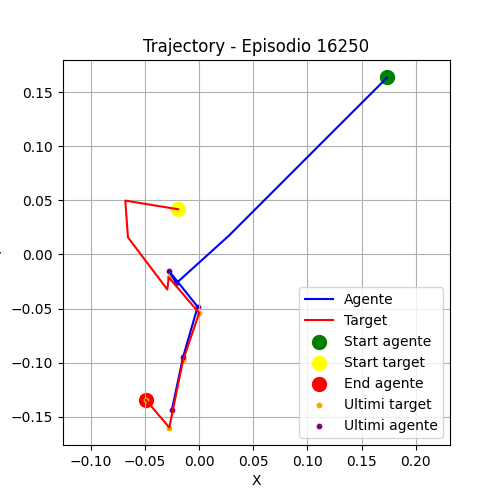 Trajectory - Episodio 16250
0.15
0.10
0.05
0.00
−0.05
−0.10
−0.15
−0.10 −0.05 0.00 0.05 0.10 0.15 0.20
X
Agente
Target
Start agente
Start target
End agente
Ultimi target
Ultimi agente